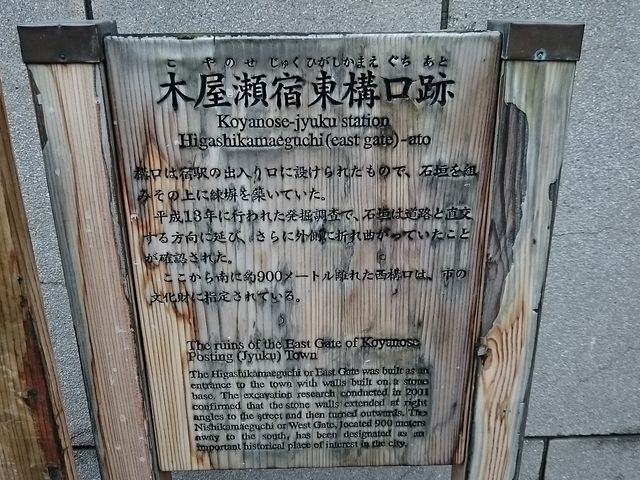 こ や の せ じゅく ひがしかまえ ぐち あと
木屋瀬宿東構口跡
Koyanose-jyuku station
Higashikamaeguchi(east gate)-ato
構口は宿駅の出入り口に設けられたもので、石垣を組
みその上に練塀を築いていた。
平成13年に行われた発掘調査で、石垣は道路と直交
する方向に延び、さらに外側に折れ曲がっていたこと
が確認された。
ここから南に約900メートル離れた西構口は、市の
文化財に指定されている。
The ruins of the East Gate of Koyanose
Posting (Jyuku) Town
The Higashikamaeguchi or East Gate was built as an
entrance to the town with walls built on a stone
base. The excavation research conducted in 2001
confirmed that the stone walls extended at right
angles to the street and then turned outwards. The
Nishikamaeguchi or West Gate, located 900 meters
away to the south, has been designated as an
important historical place of interest in the city.